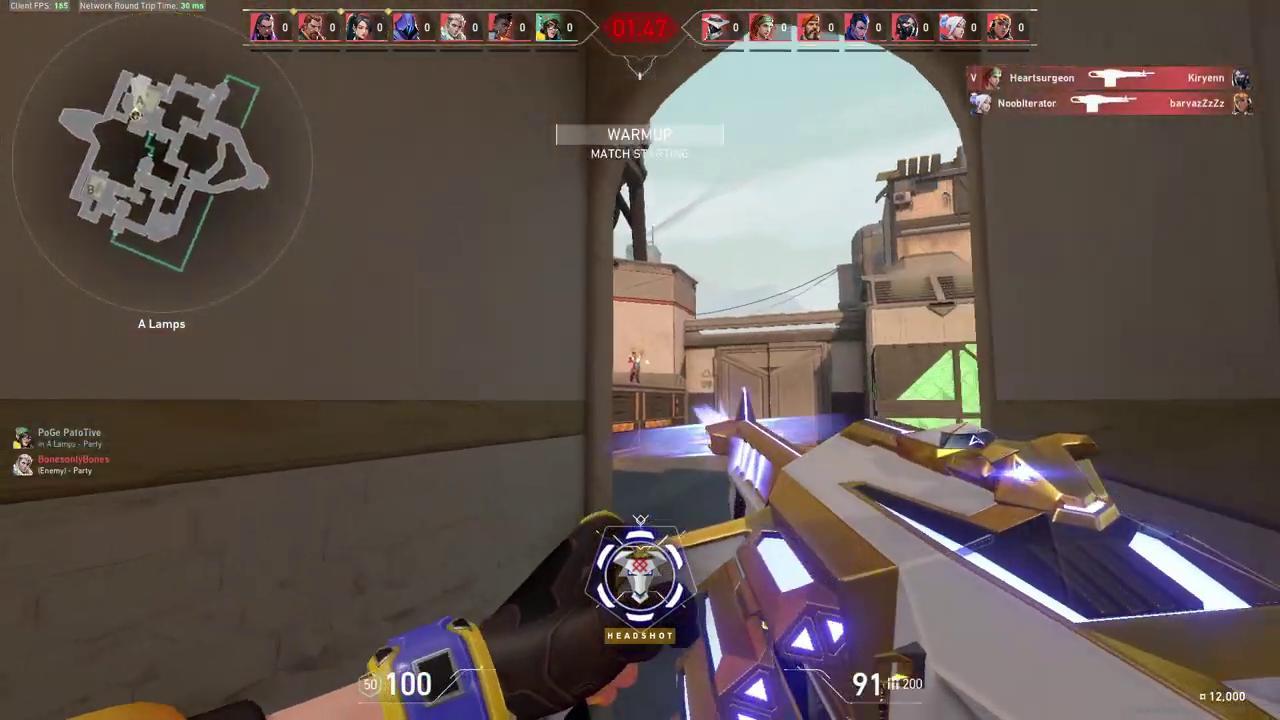 Client FPS: 185 Network Round Trip Time: 30 ms
0 0 0 0 0 0 0 01:47 0 0 0 0 0 0 0
V Heartsurgeon Kiryenn
NoobIterator barvazZzZz
WARMUP
MATCH STARTING
B
A Lamps
PoGe PatoTive
in A Lamps - Party
BonesonlyBones
(Enemy) - Party
HEADSHOT
50 100 91 200
¤ 12,000